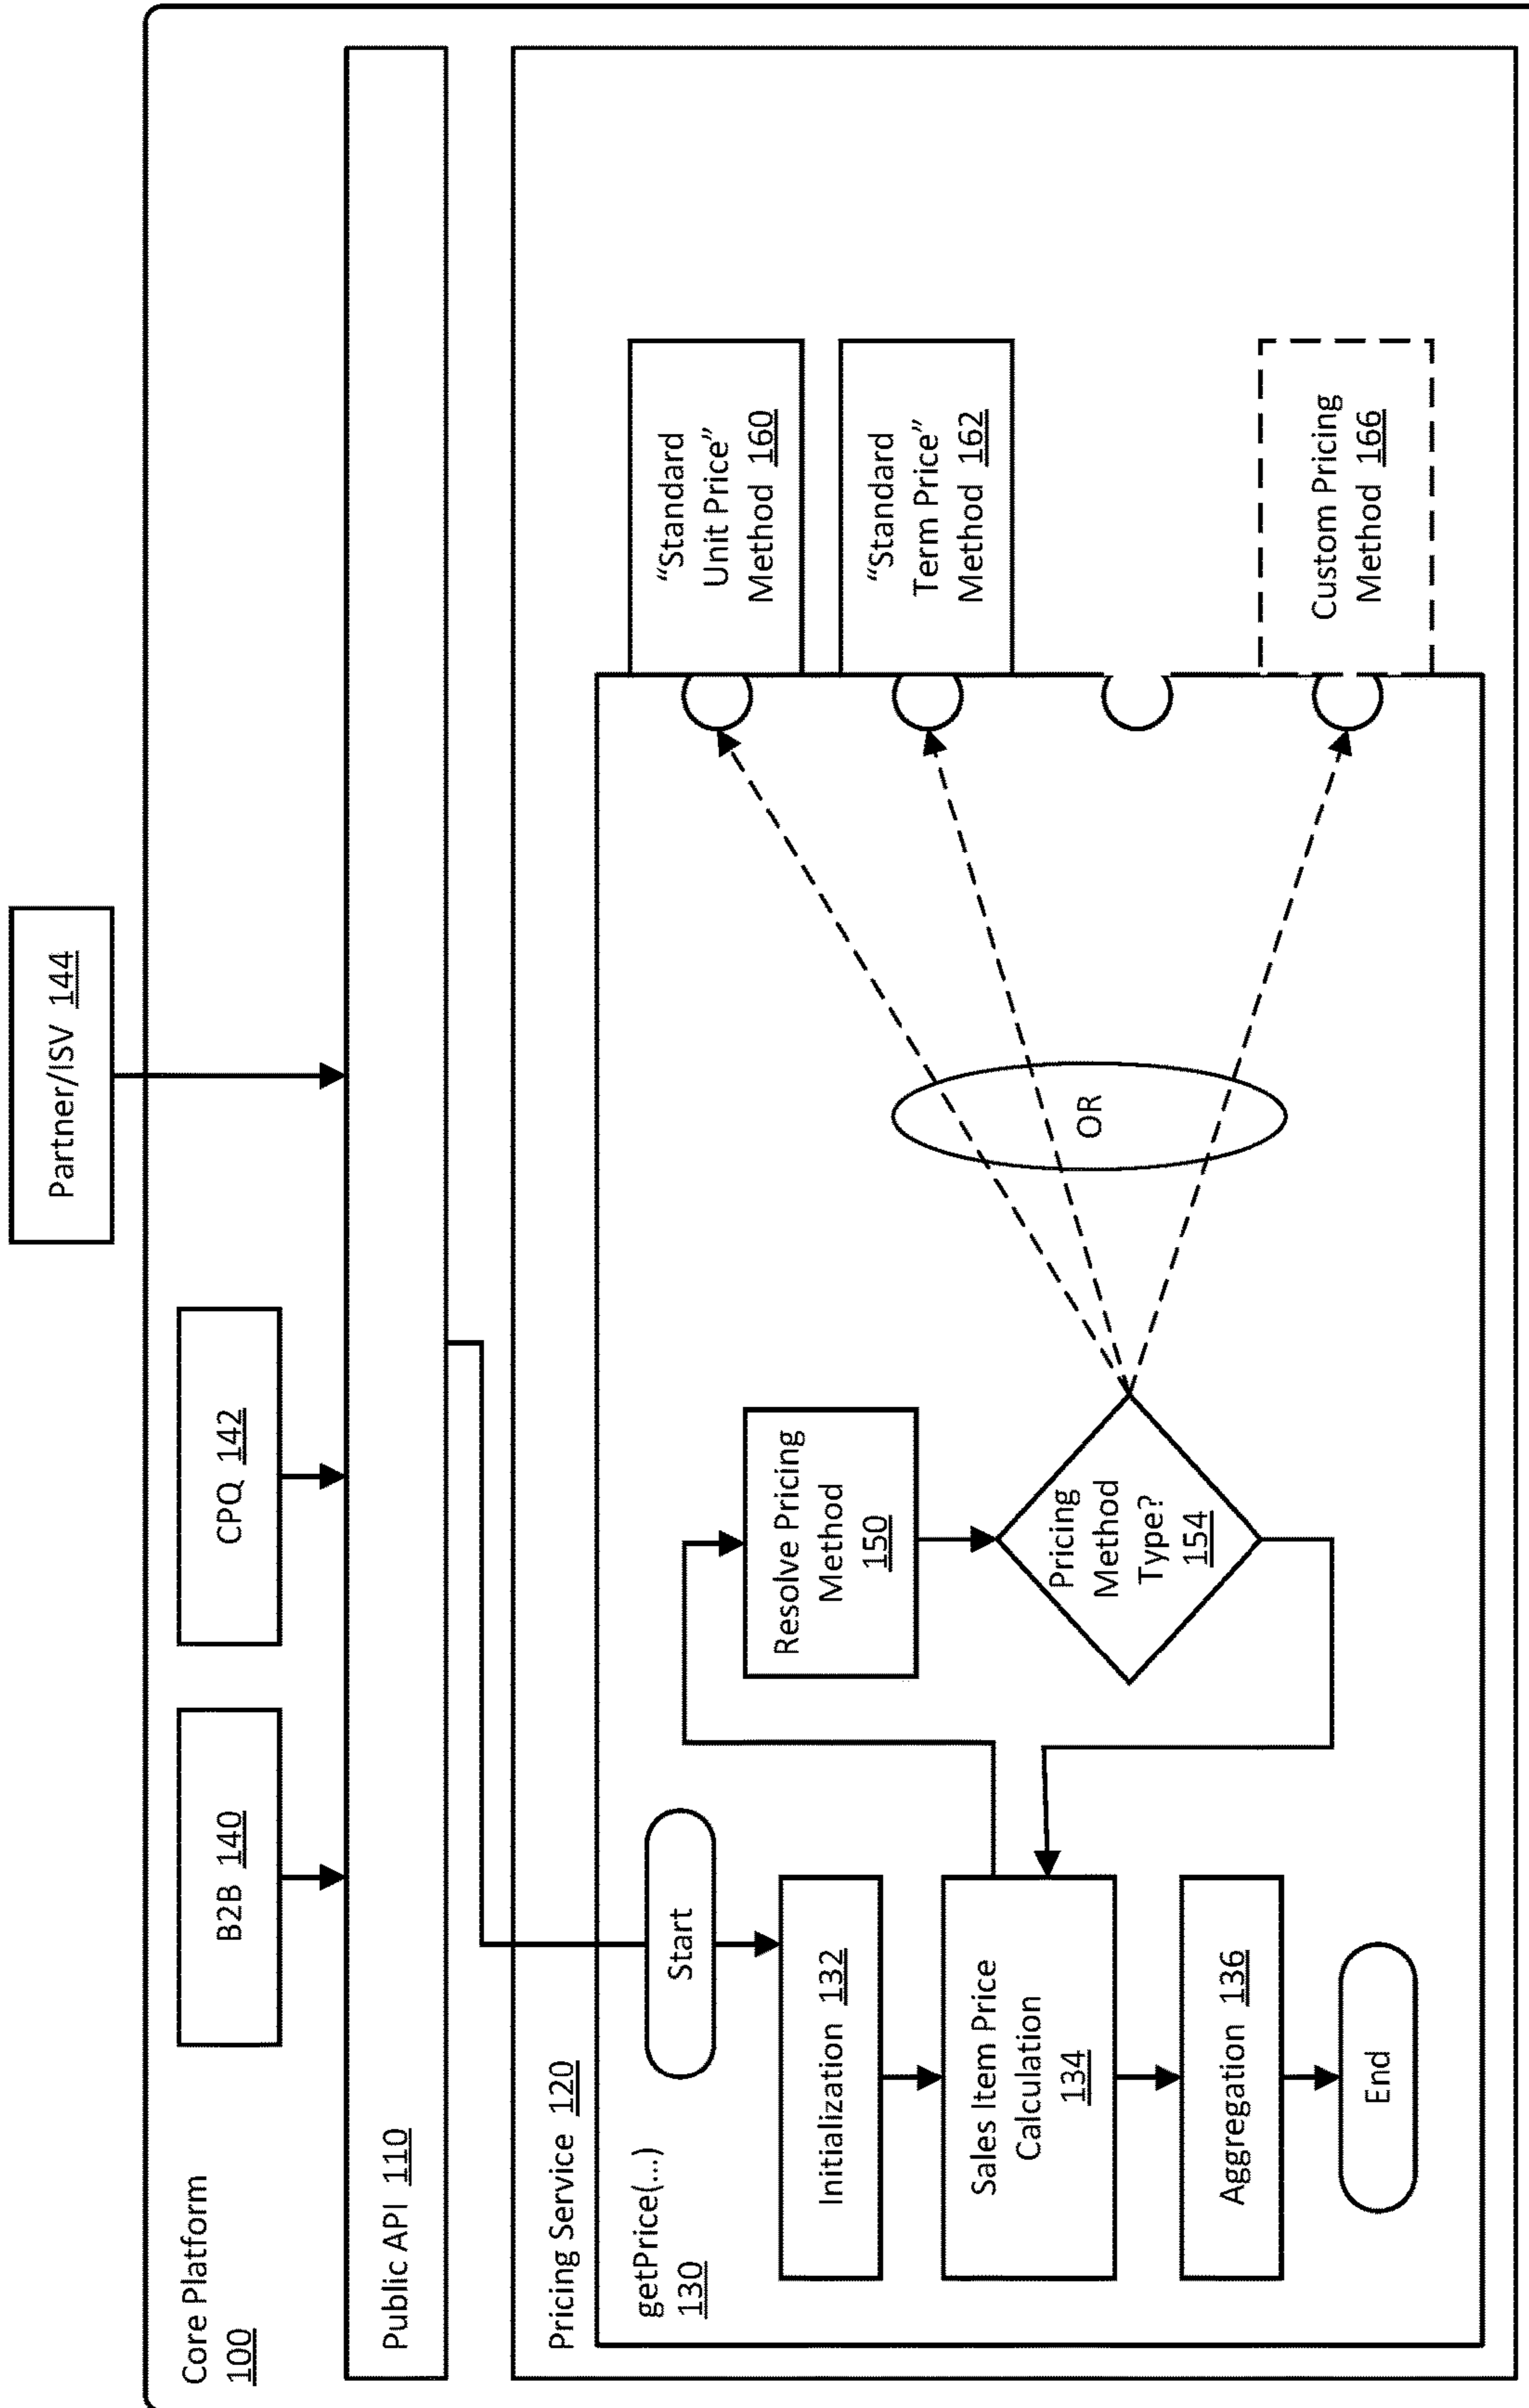 Partner/ISV 144
Core Platform
100
B2B 140
CPQ 142
Public API 110
Pricing Service 120
getPrice(...)
130
Start
Initialization 132
Sales Item Price
Calculation
134
Aggregation 136
End
Resolve Pricing
Method
150
Pricing
Method
Type?
154
OR
“Standard
Unit Price”
Method 160
“Standard
Term Price”
Method 162
Custom Pricing
Method 166